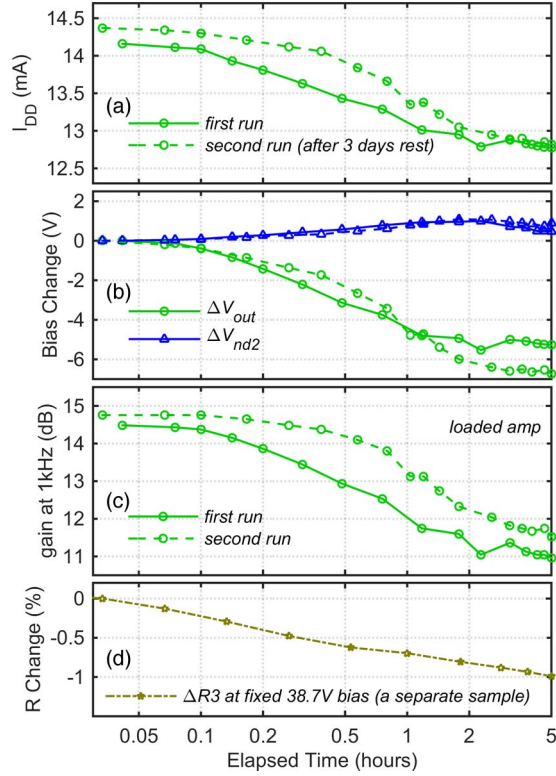 14.5
14
13.5
13
12.5
I_DD (mA)
(a)
first run
second run (after 3 days rest)
2
0
-2
-4
-6
Bias Change (V)
(b)
ΔV_out
ΔV_nd2
15
14
13
12
11
gain at 1kHz (dB)
loaded amp
(c)
first run
second run
0
-0.5
-1
R Change (%)
(d)
ΔR3 at fixed 38.7V bias (a separate sample)
0.05 0.1 0.2 0.5 1 2 5
Elapsed Time (hours)